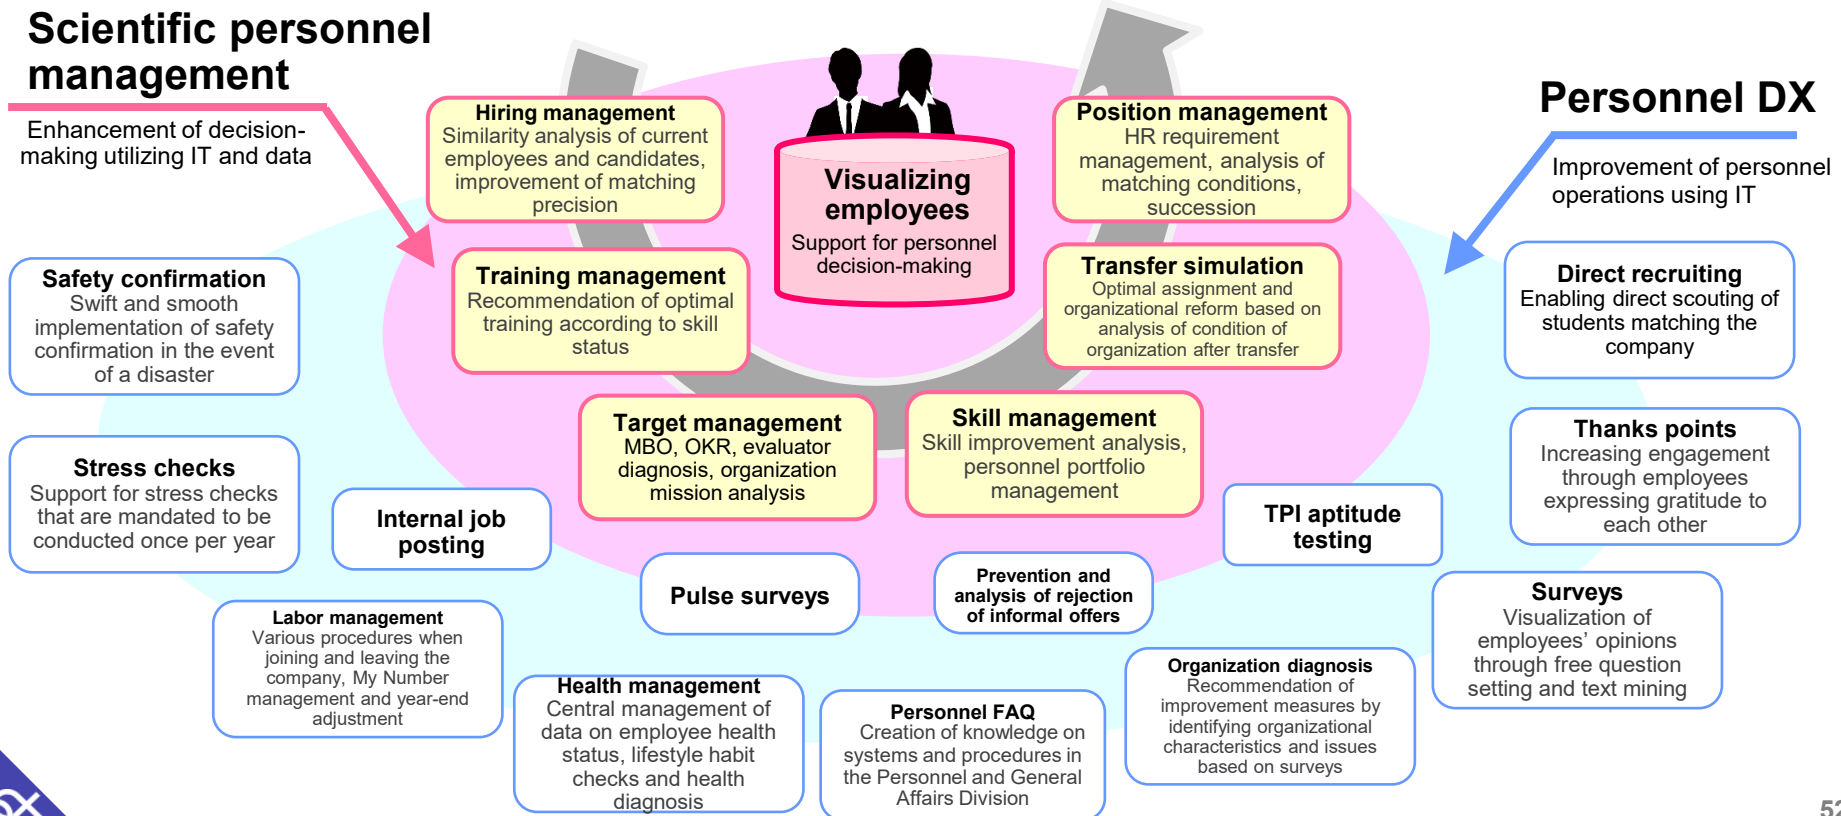 Scientific personnel
management
Enhancement of decision-
making utilizing IT and data
Personnel DX
Improvement of personnel
operations using IT
Visualizing
employees
Support for personnel
decision-making
Hiring management
Similarity analysis of current
employees and candidates,
improvement of matching
precision
Position management
HR requirement
management, analysis of
matching conditions,
succession
Training management
Recommendation of optimal
training according to skill
status
Transfer simulation
Optimal assignment and
organizational reform based on
analysis of condition of
organization after transfer
Target management
MBO, OKR, evaluator
diagnosis, organization
mission analysis
Skill management
Skill improvement analysis,
personnel portfolio
management
Safety confirmation
Swift and smooth
implementation of safety
confirmation in the event
of a disaster
Direct recruiting
Enabling direct scouting of
students matching the
company
Stress checks
Support for stress checks
that are mandated to be
conducted once per year
Internal job
posting
TPI aptitude
testing
Thanks points
Increasing engagement
through employees
expressing gratitude to
each other
Pulse surveys
Prevention and
analysis of rejection
of informal offers
Labor management
Various procedures when
joining and leaving the
company, My Number
management and year-end
adjustment
Health management
Central management of
data on employee health
status, lifestyle habit
checks and health
diagnosis
Personnel FAQ
Creation of knowledge on
systems and procedures in
the Personnel and General
Affairs Division
Organization diagnosis
Recommendation of
improvement measures by
identifying organizational
characteristics and issues
based on surveys
Surveys
Visualization of
employees’ opinions
through free question
setting and text mining
52